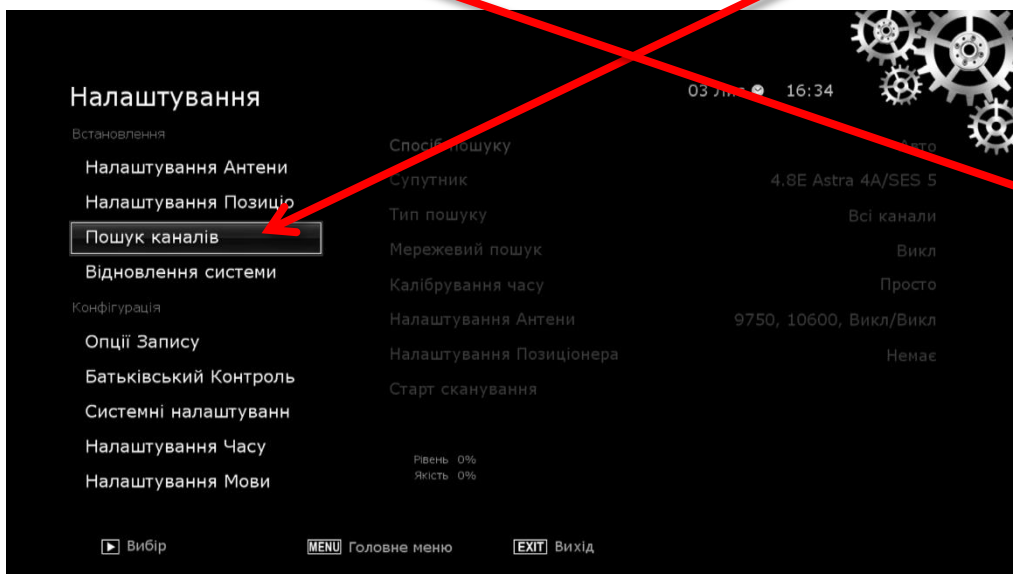 Налаштування
03 16:34
Встановлення
Налаштування Антени
Налаштування Позиціо
Пошук каналів
Відновлення системи
Конфігурація
Опції Запису
Батьківський Контроль
Системні налаштуванн
Налаштування Часу
Налаштування Мови
Спосіб пошуку Авто
Супутник 4.8E Astra 4A/SES 5
Тип пошуку Всі канали
Мережевий пошук Викл
Калібрування часу Просто
Налаштування Антени 9750, 10600, Викл/Викл
Налаштування Позиціонера Немає
Старт сканування
Рівень 0%
Якість 0%
Вибір MENU Головне меню EXIT Вихід